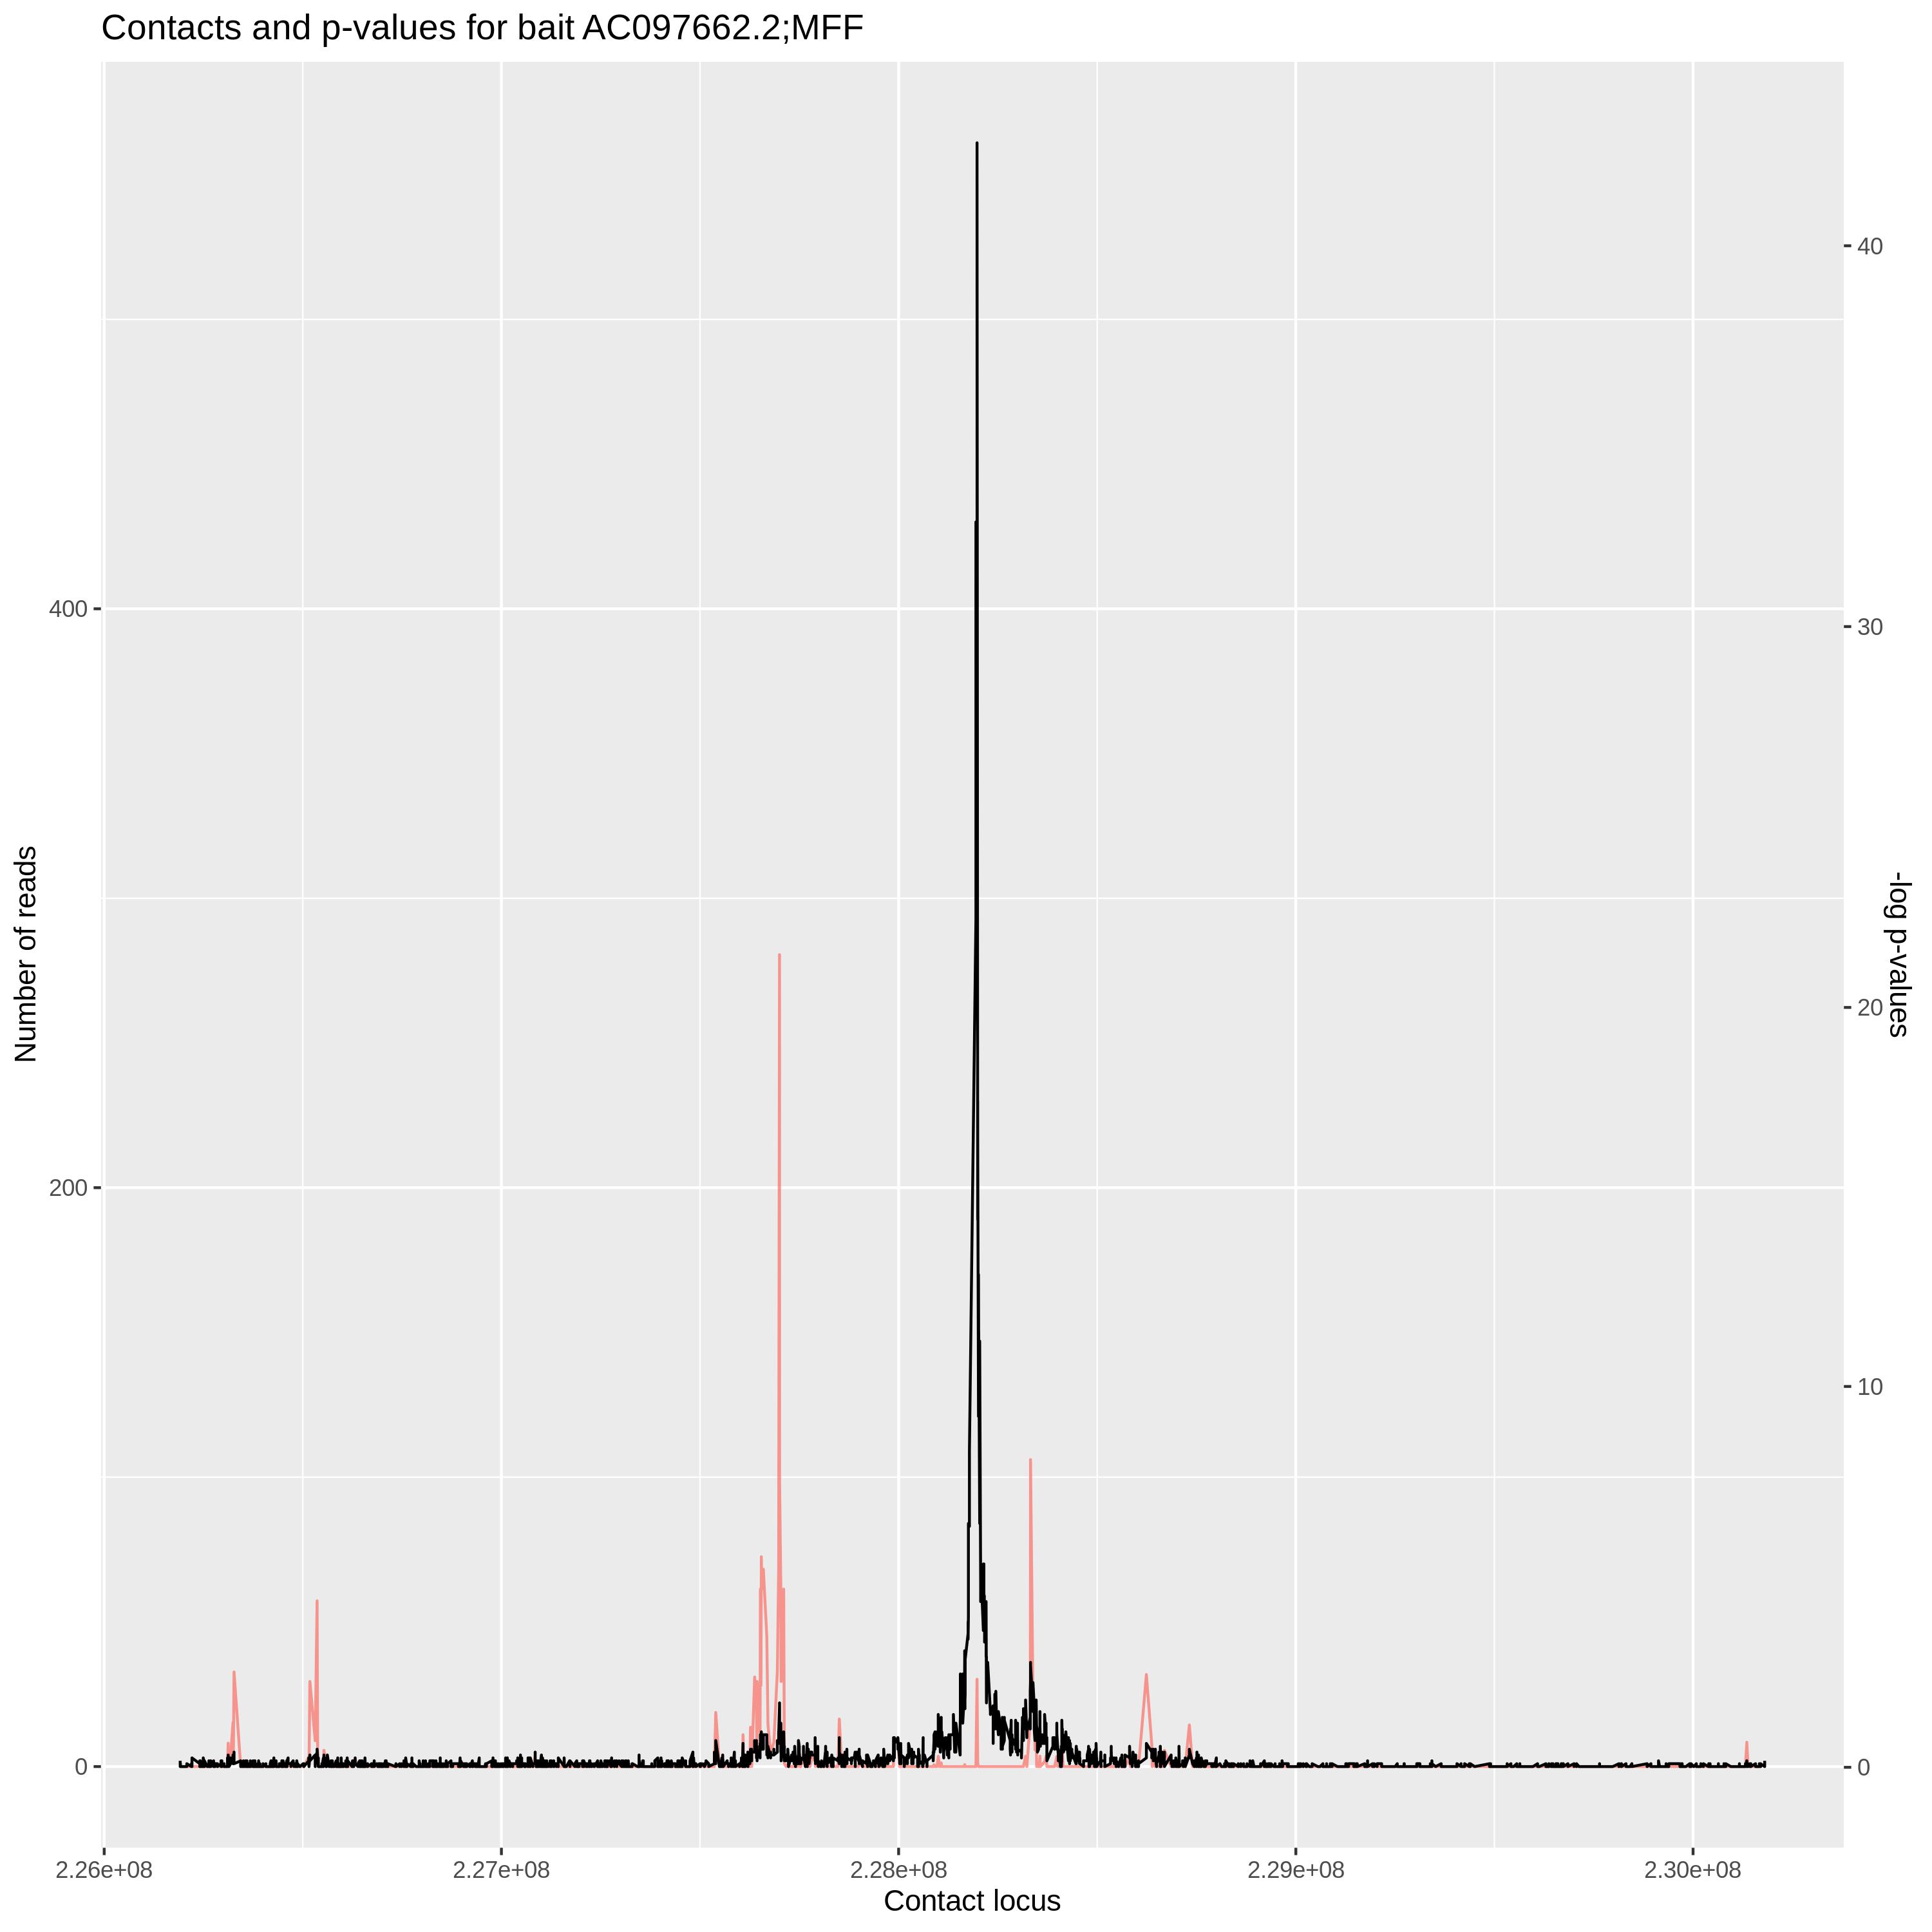 Contacts and p-values for bait AC097662.2;MFF
Number of reads
400
200
0
40
30
20
10
0
-log p-values
2.26e+08
2.27e+08
2.28e+08
2.29e+08
2.30e+08
Contact locus